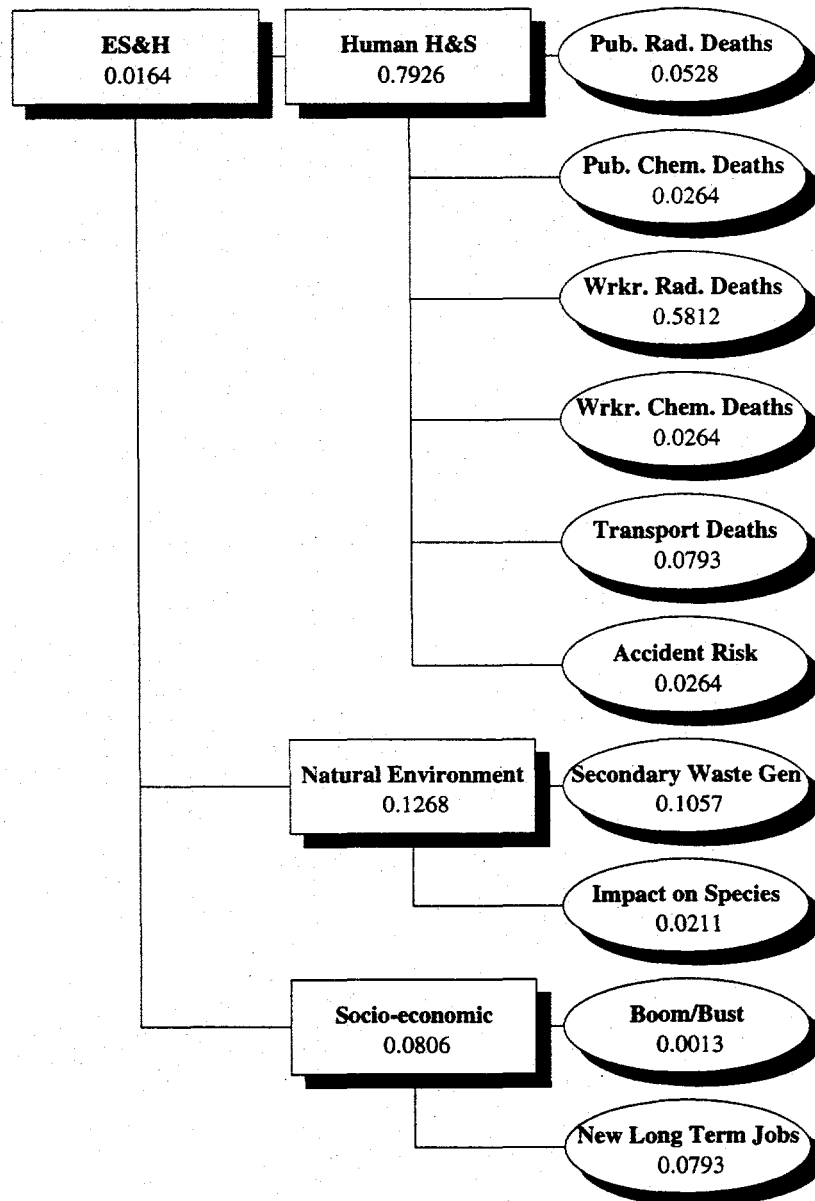 ES&H
0.0164
Human H&S
0.7926
Pub. Rad. Deaths
0.0528
Pub. Chem. Deaths
0.0264
Wrkr. Rad. Deaths
0.5812
Wrkr. Chem. Deaths
0.0264
Transport Deaths
0.0793
Accident Risk
0.0264
Natural Environment
0.1268
Secondary Waste Gen
0.1057
Impact on Species
0.0211
Socio-economic
0.0806
Boom/Bust
0.0013
New Long Term Jobs
0.0793